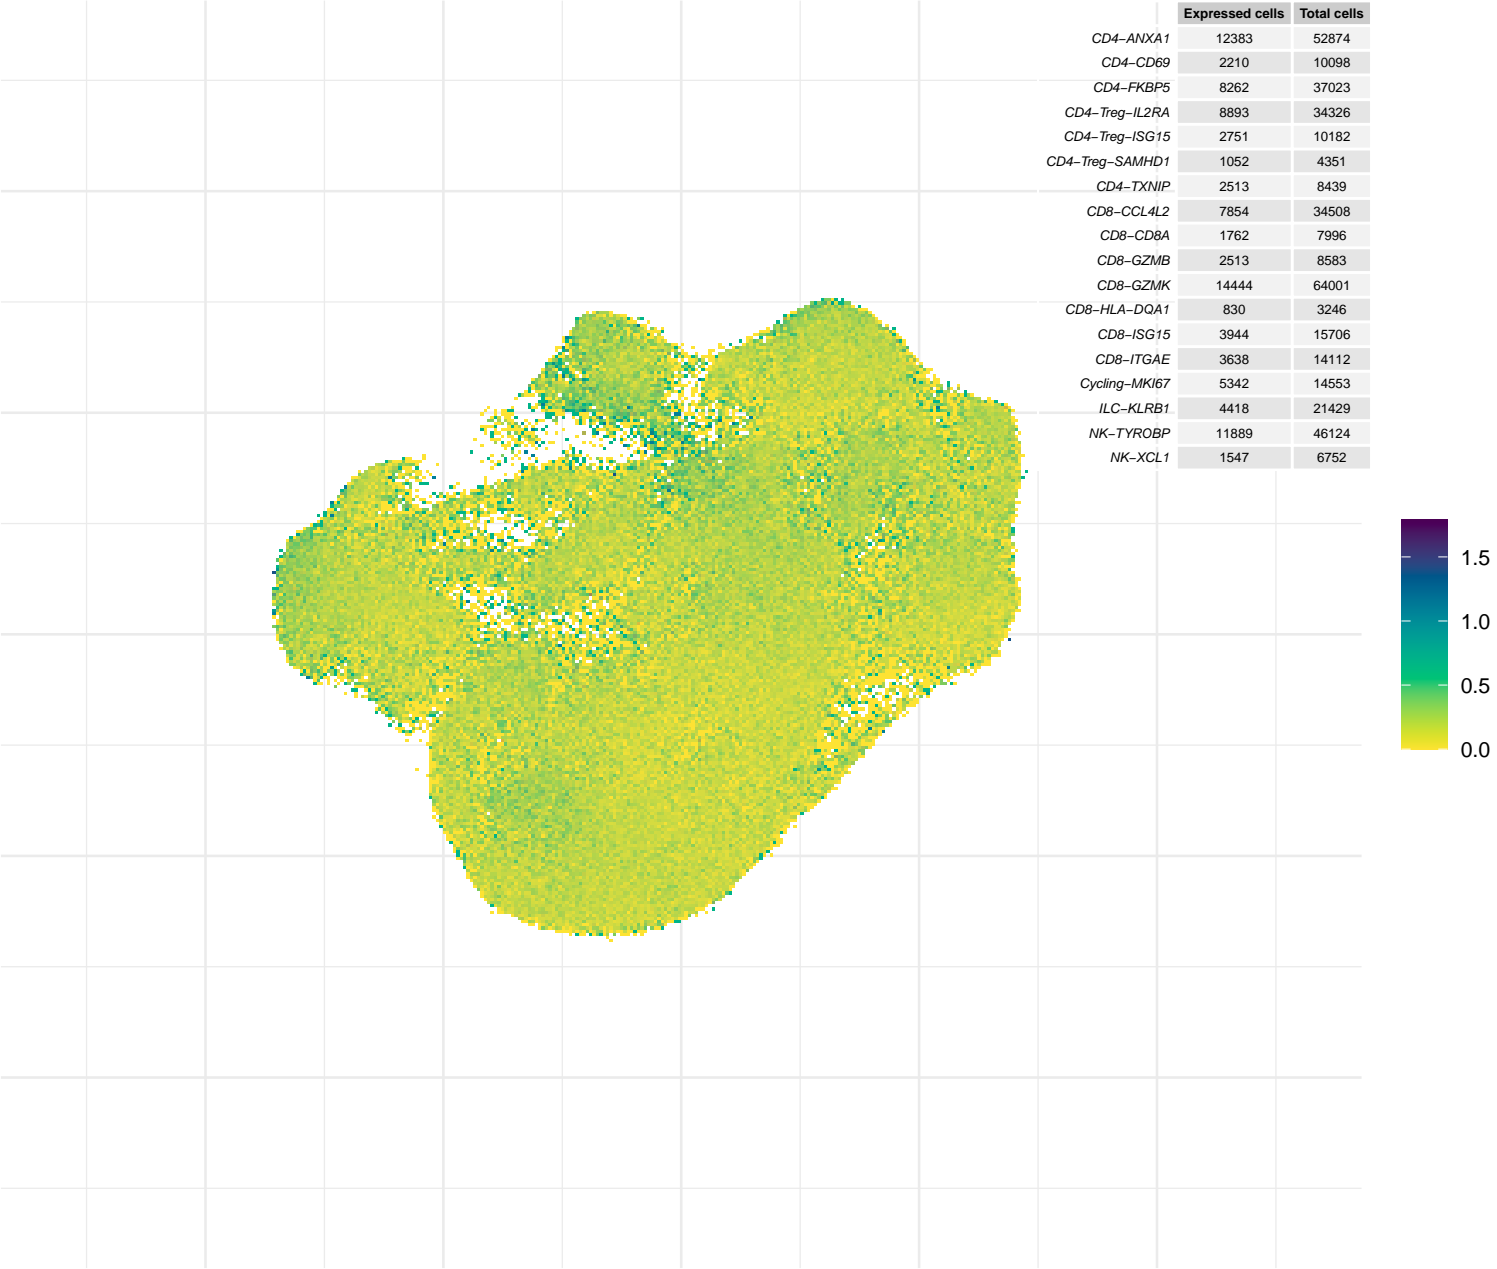 Expressed cells Total cells
CD4−ANXA1 12383 52874
CD4−CD69 2210 10098
CD4−FKBP5 8262 37023
CD4−Treg−IL2RA 8893 34326
CD4−Treg−ISG15 2751 10182
CD4−Treg−SAMHD1 1052 4351
CD4−TXNIP 2513 8439
CD8−CCL4L2 7854 34508
CD8−CD8A 1762 7996
CD8−GZMB 2513 8583
CD8−GZMK 14444 64001
CD8−HLA−DQA1 830 3246
CD8−ISG15 3944 15706
CD8−ITGAE 3638 14112
Cycling−MKI67 5342 14553
ILC−KLRB1 4418 21429
NK−TYROBP 11889 46124
NK−XCL1 1547 6752
1.5
1.0
0.5
0.0